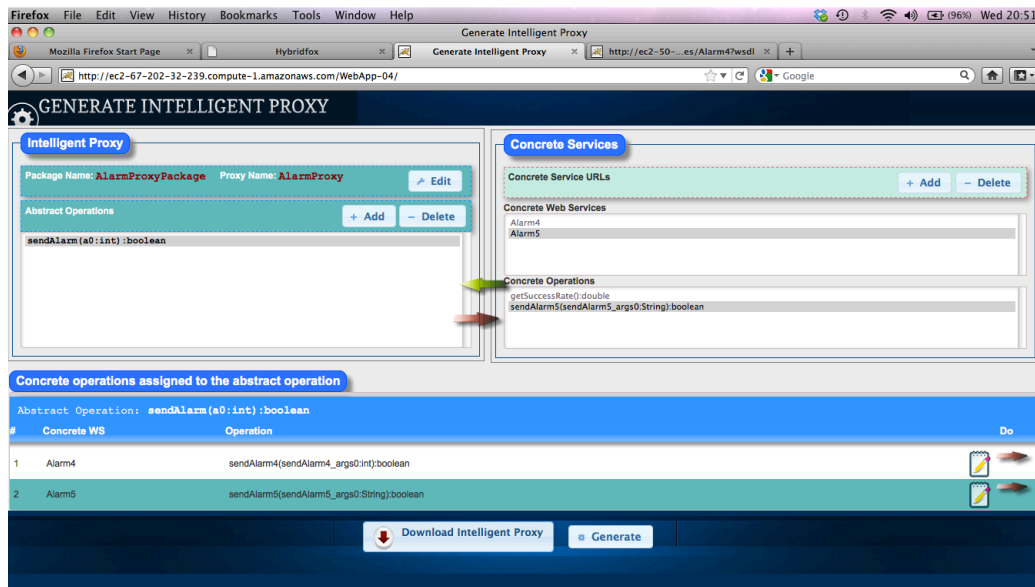 Firefox File Edit View History Bookmarks Tools Window Help (96%) Wed 20:51
Generate Intelligent Proxy
Mozilla Firefox Start Page × Hybridfox × Generate Intelligent Proxy × http://ec2-50-...es/Alarm4?wsdl × +
http://ec2-67-202-32-239.compute-1.amazonaws.com/WebApp-04/ Google
GENERATE INTELLIGENT PROXY
Intelligent Proxy
Package Name: AlarmProxyPackage Proxy Name: AlarmProxy Edit
Abstract Operations + Add − Delete
sendAlarm(a0:int):boolean
Concrete Services
Concrete Service URLs + Add − Delete
Concrete Web Services
Alarm4
Alarm5
Concrete Operations
getSuccessRate():double
sendAlarm5(sendAlarm5_args0:String):boolean
Concrete operations assigned to the abstract operation
Abstract Operation: sendAlarm(a0:int):boolean
# Concrete WS Operation Do
1 Alarm4 sendAlarm4(sendAlarm4_args0:int):boolean
2 Alarm5 sendAlarm5(sendAlarm5_args0:String):boolean
Download Intelligent Proxy Generate